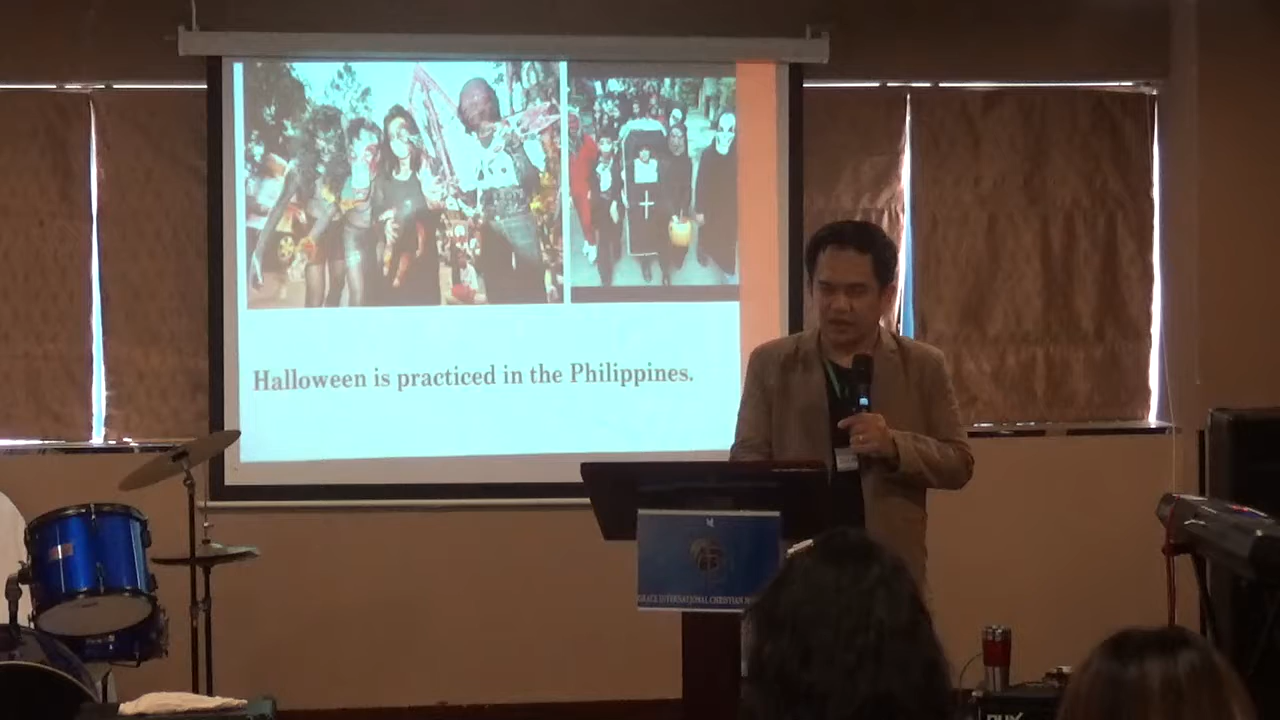 Halloween is practiced in the Philippines.
GRACE INTERNATIONAL CHRISTIAN